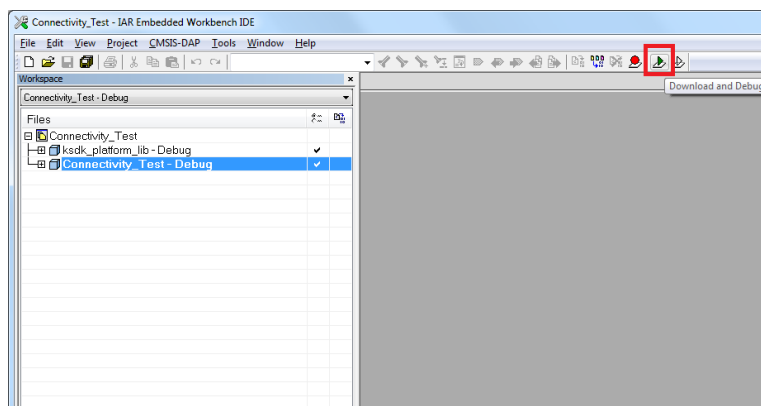 Connectivity_Test - IAR Embedded Workbench IDE
File Edit View Project CMSIS-DAP Tools Window Help
Workspace
Download and Debug
Connectivity_Test - Debug
Files
Connectivity_Test
ksdk_platform_lib - Debug
Connectivity_Test - Debug